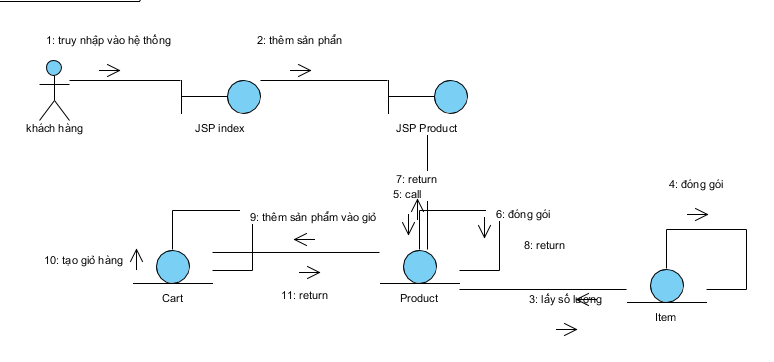 1: truy nhập vào hệ thống
2: thêm sản phẩn
khách hàng
JSP index
JSP Product
7: return
4: đóng gói
5: call
9: thêm sản phẩm vào giỏ
6: đóng gói
8: return
10: tạo giỏ hàng
Cart
11: return
Product
3: lấy số lượng
Item